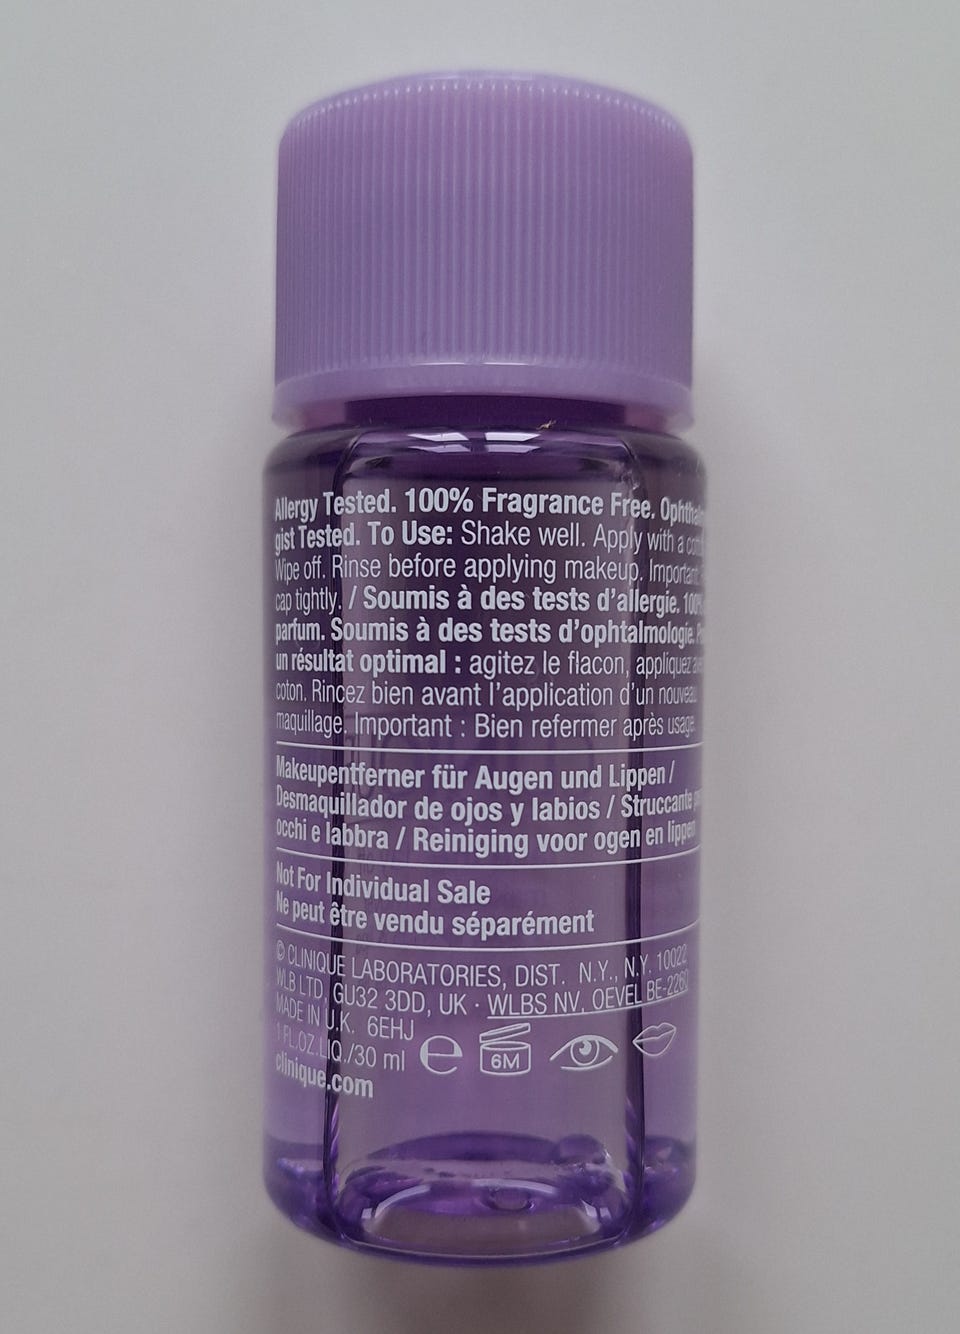 Allergy Tested. 100% Fragrance Free.
gist Tested. To Use: Shake well. Apply with a
Wipe off. Rinse before applying makeup. Important:
cap tightly. / Soumis à des tests d'allergie. 100%
parfum. Soumis à des tests d'ophtalmologie.
un résultat optimal : agitez le flacon, appliquez
coton. Rincez bien avant l'application d'un nouveau
maquillage. Important : Bien refermer après usage.
Makeupentferner für Augen und Lippen /
Desmaquillador de ojos y labios / Struccante
occhi e labbra / Reiniging voor ogen en lippen
Not For Individual Sale
Ne peut être vendu séparément
© CLINIQUE LABORATORIES, DIST. N.Y., N.Y. 10022
WLB LTD, GU32 3DD, UK · WLBS NV, OEVEL BE-2260
MADE IN U.K. 6EHJ
1 FL.OZ.LIQ./30 ml e 6M
clinique.com